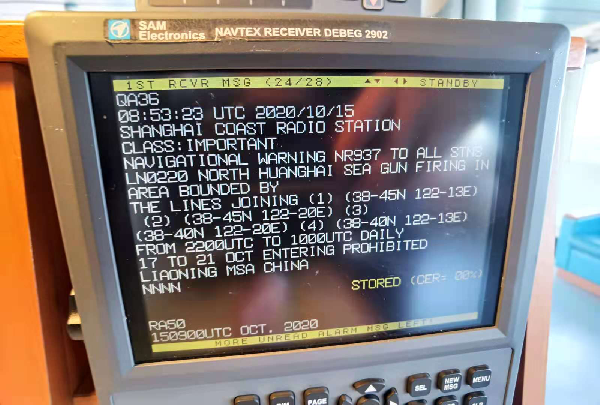 SAM
Electronics NAVTEX RECEIVER DEBEG 2902
1ST RCVR MSG (24/28) ▲▼ ◀▶ STANDBY
QA36
08:53:23 UTC 2020/10/15
SHANGHAI COAST RADIO STATION
CLASS:IMPORTANT
NAVIGATIONAL WARNING NR937 TO ALL STNS
LN0220 NORTH HUANGHAI SEA GUN FIRING IN
AREA BOUNDED BY
THE LINES JOINING (1) (38-45N 122-13E)
(2) (38-45N 122-20E) (3)
(38-40N 122-20E) (4) (38-40N 122-13E)
FROM 2200UTC TO 1000UTC DAILY
17 TO 21 OCT ENTERING PROHIBITED
LIAONING MSA CHINA
NNNN
STORED (CER= 00%)
RA50
150900UTC OCT. 2020
MORE UNREAD ALARM MSG LEFT!
SEL NEW MSG MENU
PAGE